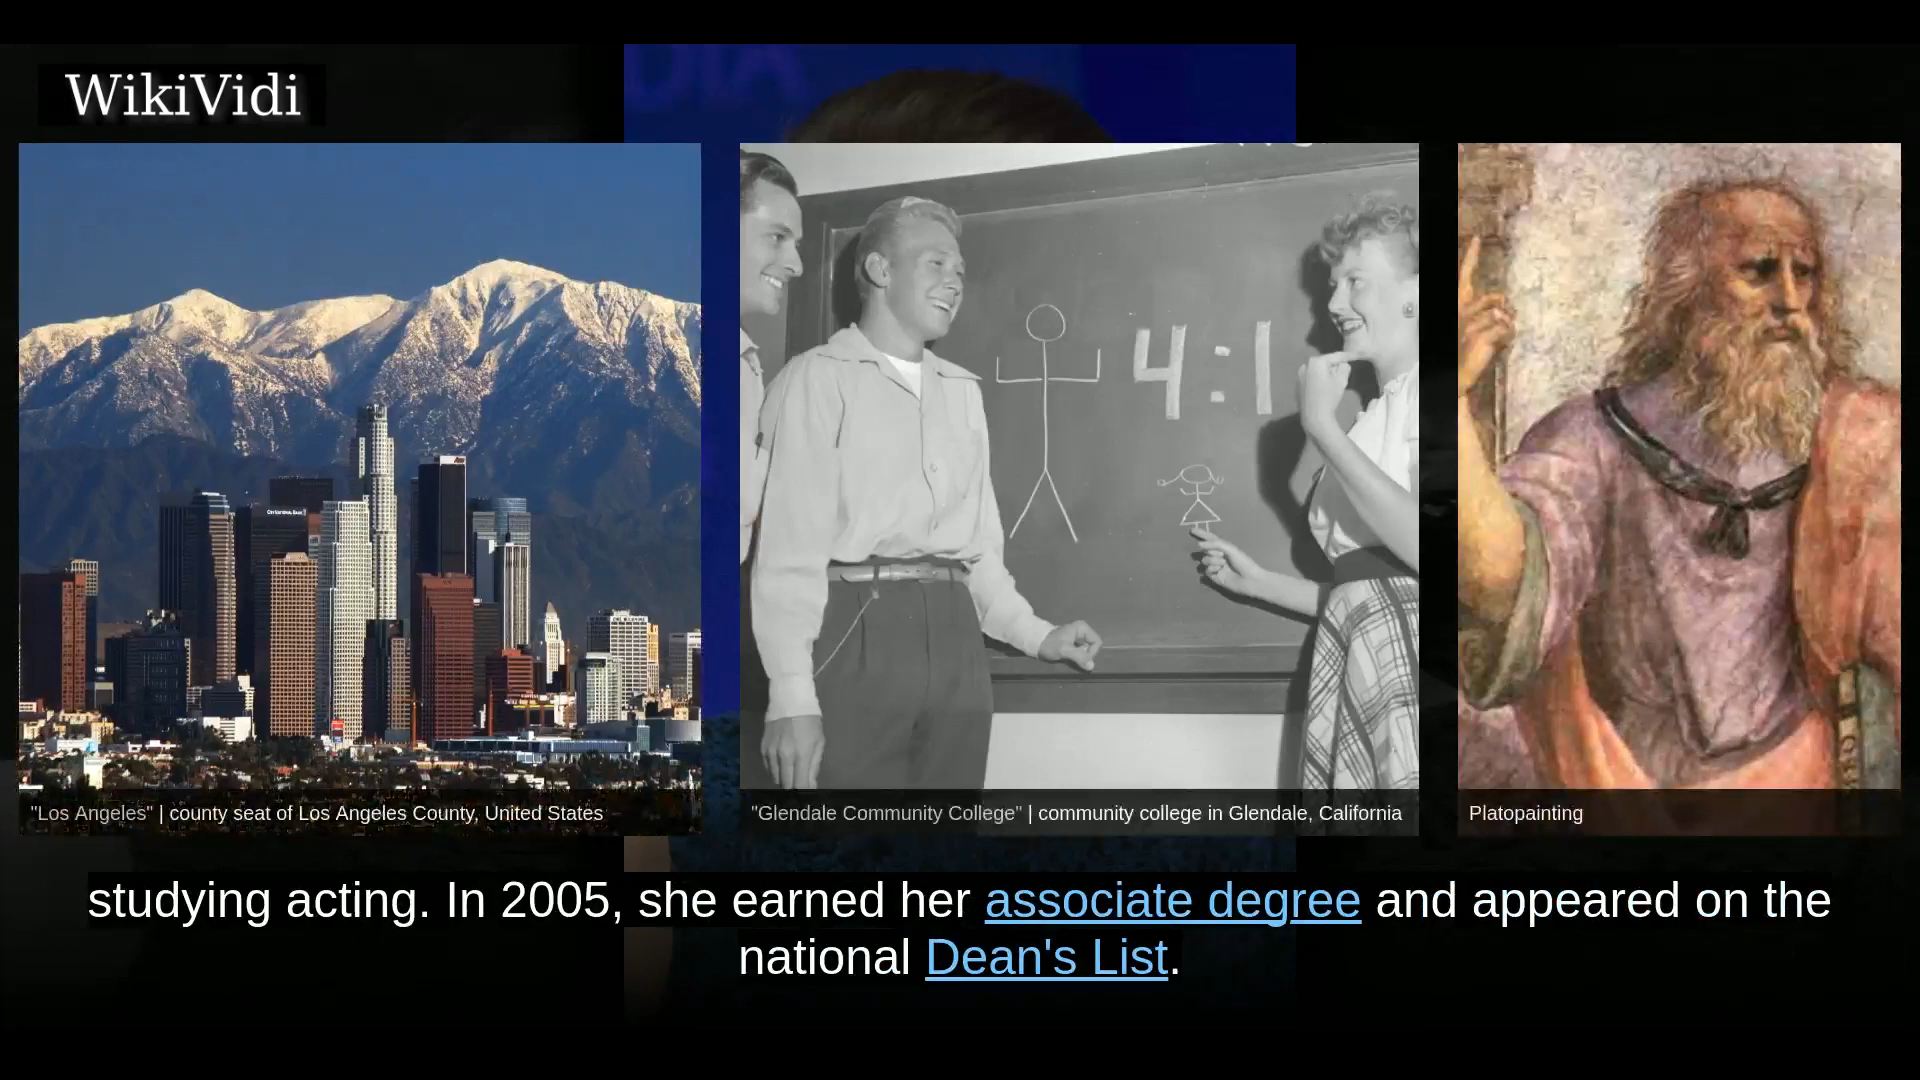 WikiVidi
4:1
"Los Angeles" | county seat of Los Angeles County, United States
"Glendale Community College" | community college in Glendale, California
Platopainting
studying acting. In 2005, she earned her associate degree and appeared on the
national Dean's List.